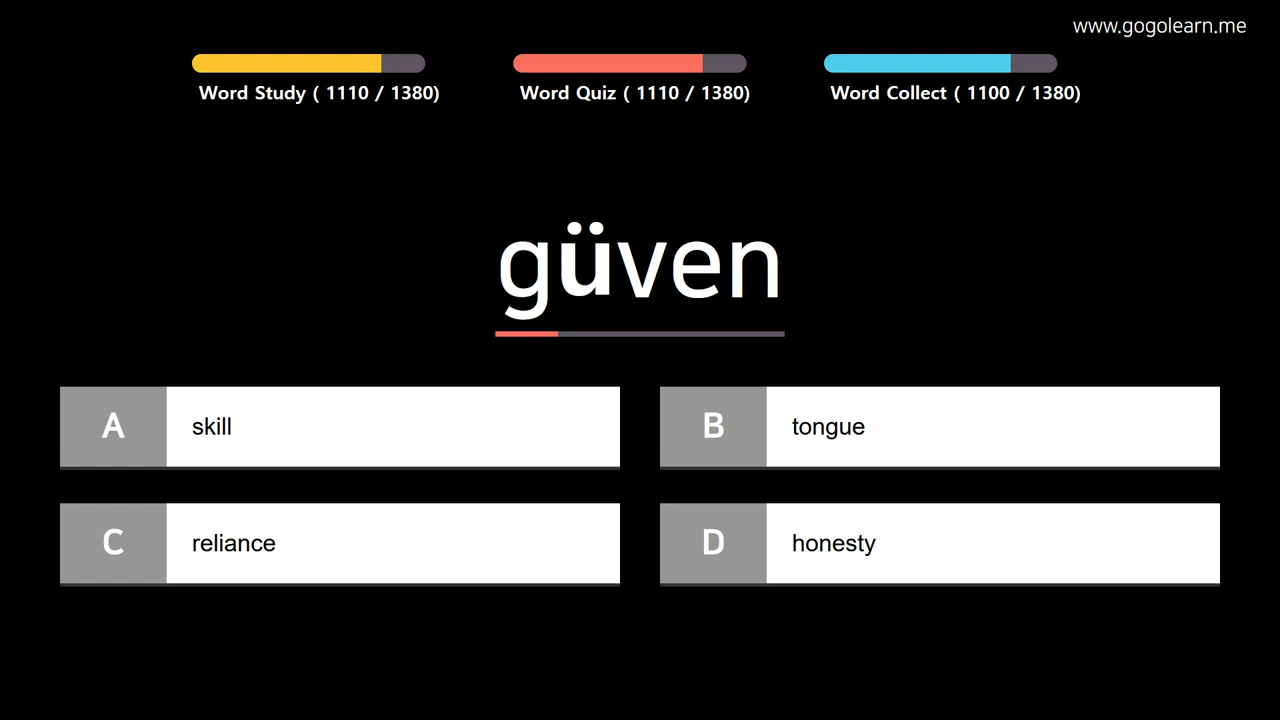 www.gogolearn.me
Word Study ( 1110 / 1380)
Word Quiz ( 1110 / 1380)
Word Collect ( 1100 / 1380)
güven
A skill
B tongue
C reliance
D honesty